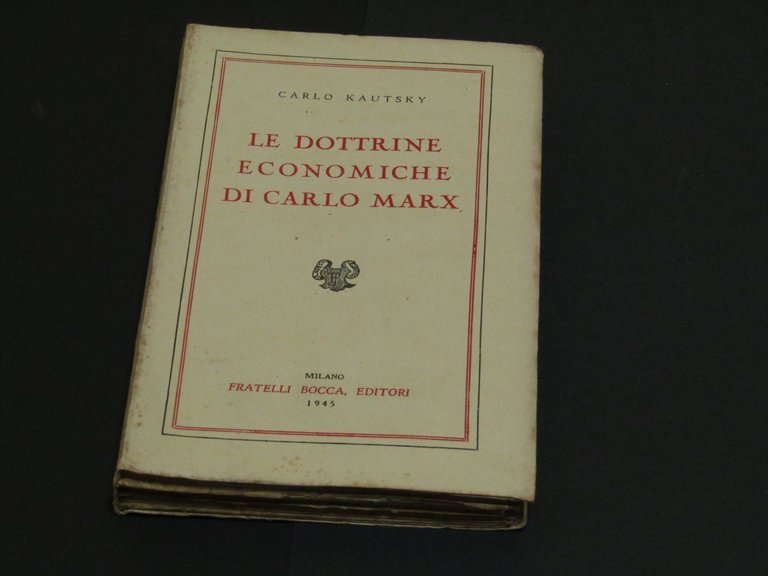 CARLO KAUTSKY
LE DOTTRINE
ECONOMICHE
DI CARLO MARX
MILANO
FRATELLI BOCCA, EDITORI
1945